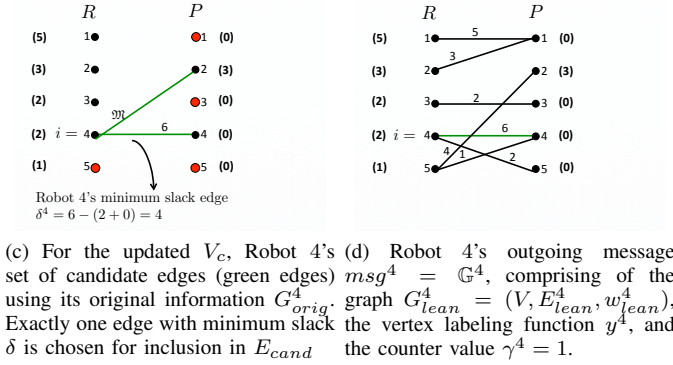 R P
(5) 1 1 (0)
(3) 2 2 (3)
(2) 3 3 (0)
𝔐
(2) i = 4 6 4 (0)
(1) 5 5 (0)
Robot 4's minimum slack edge
δ⁴ = 6 − (2 + 0) = 4
(c) For the updated V_c, Robot 4's
set of candidate edges (green edges)
using its original information G⁴_orig.
Exactly one edge with minimum slack
δ is chosen for inclusion in E_cand
R P
(5) 1 5 1 (0)
3
(3) 2 2 (3)
(2) 3 2 3 (0)
(2) i = 4 6 4 (0)
4 1 2
(1) 5 5 (0)
(d) Robot 4's outgoing message
msg⁴ = 𝔾⁴, comprising of the
graph G⁴_lean = (V, E⁴_lean, w⁴_lean),
the vertex labeling function y⁴, and
the counter value γ⁴ = 1.